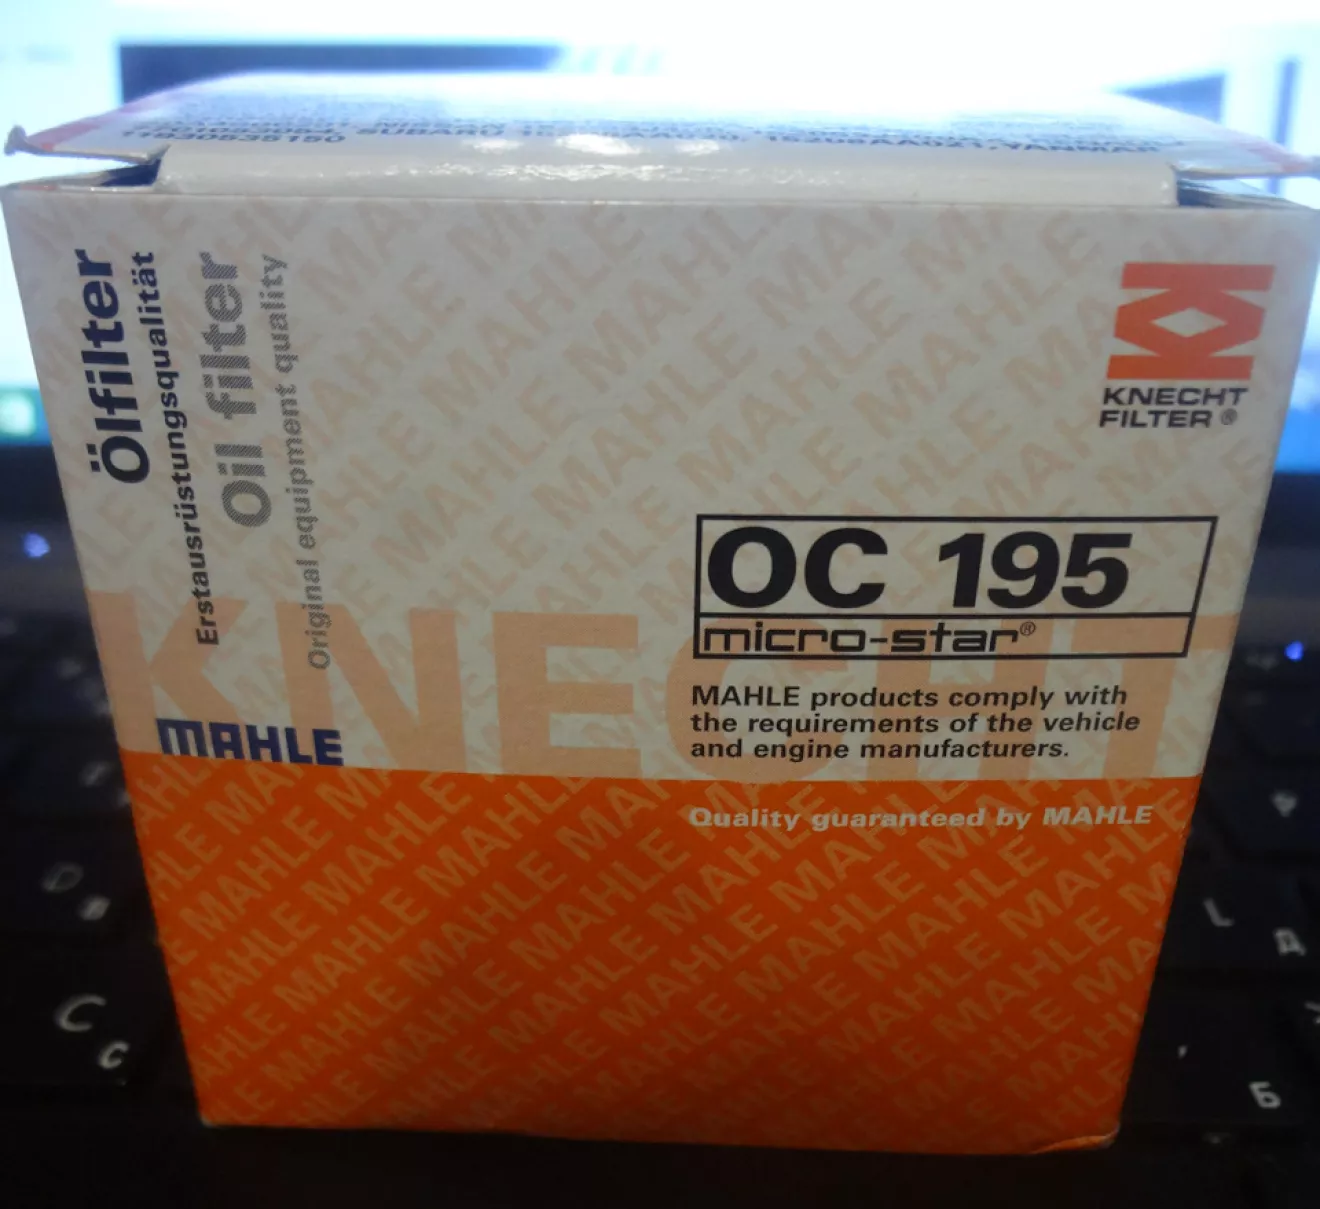 SUBARU
Ölfilter
Erstausrüstungsqualität
Oil filter
Original equipment quality
MAHLE
KNECHT
FILTER®
OC 195
micro-star®
MAHLE products comply with
the requirements of the vehicle
and engine manufacturers.
Quality guaranteed by MAHLE
KNECHT
C
С
L
Д
Б